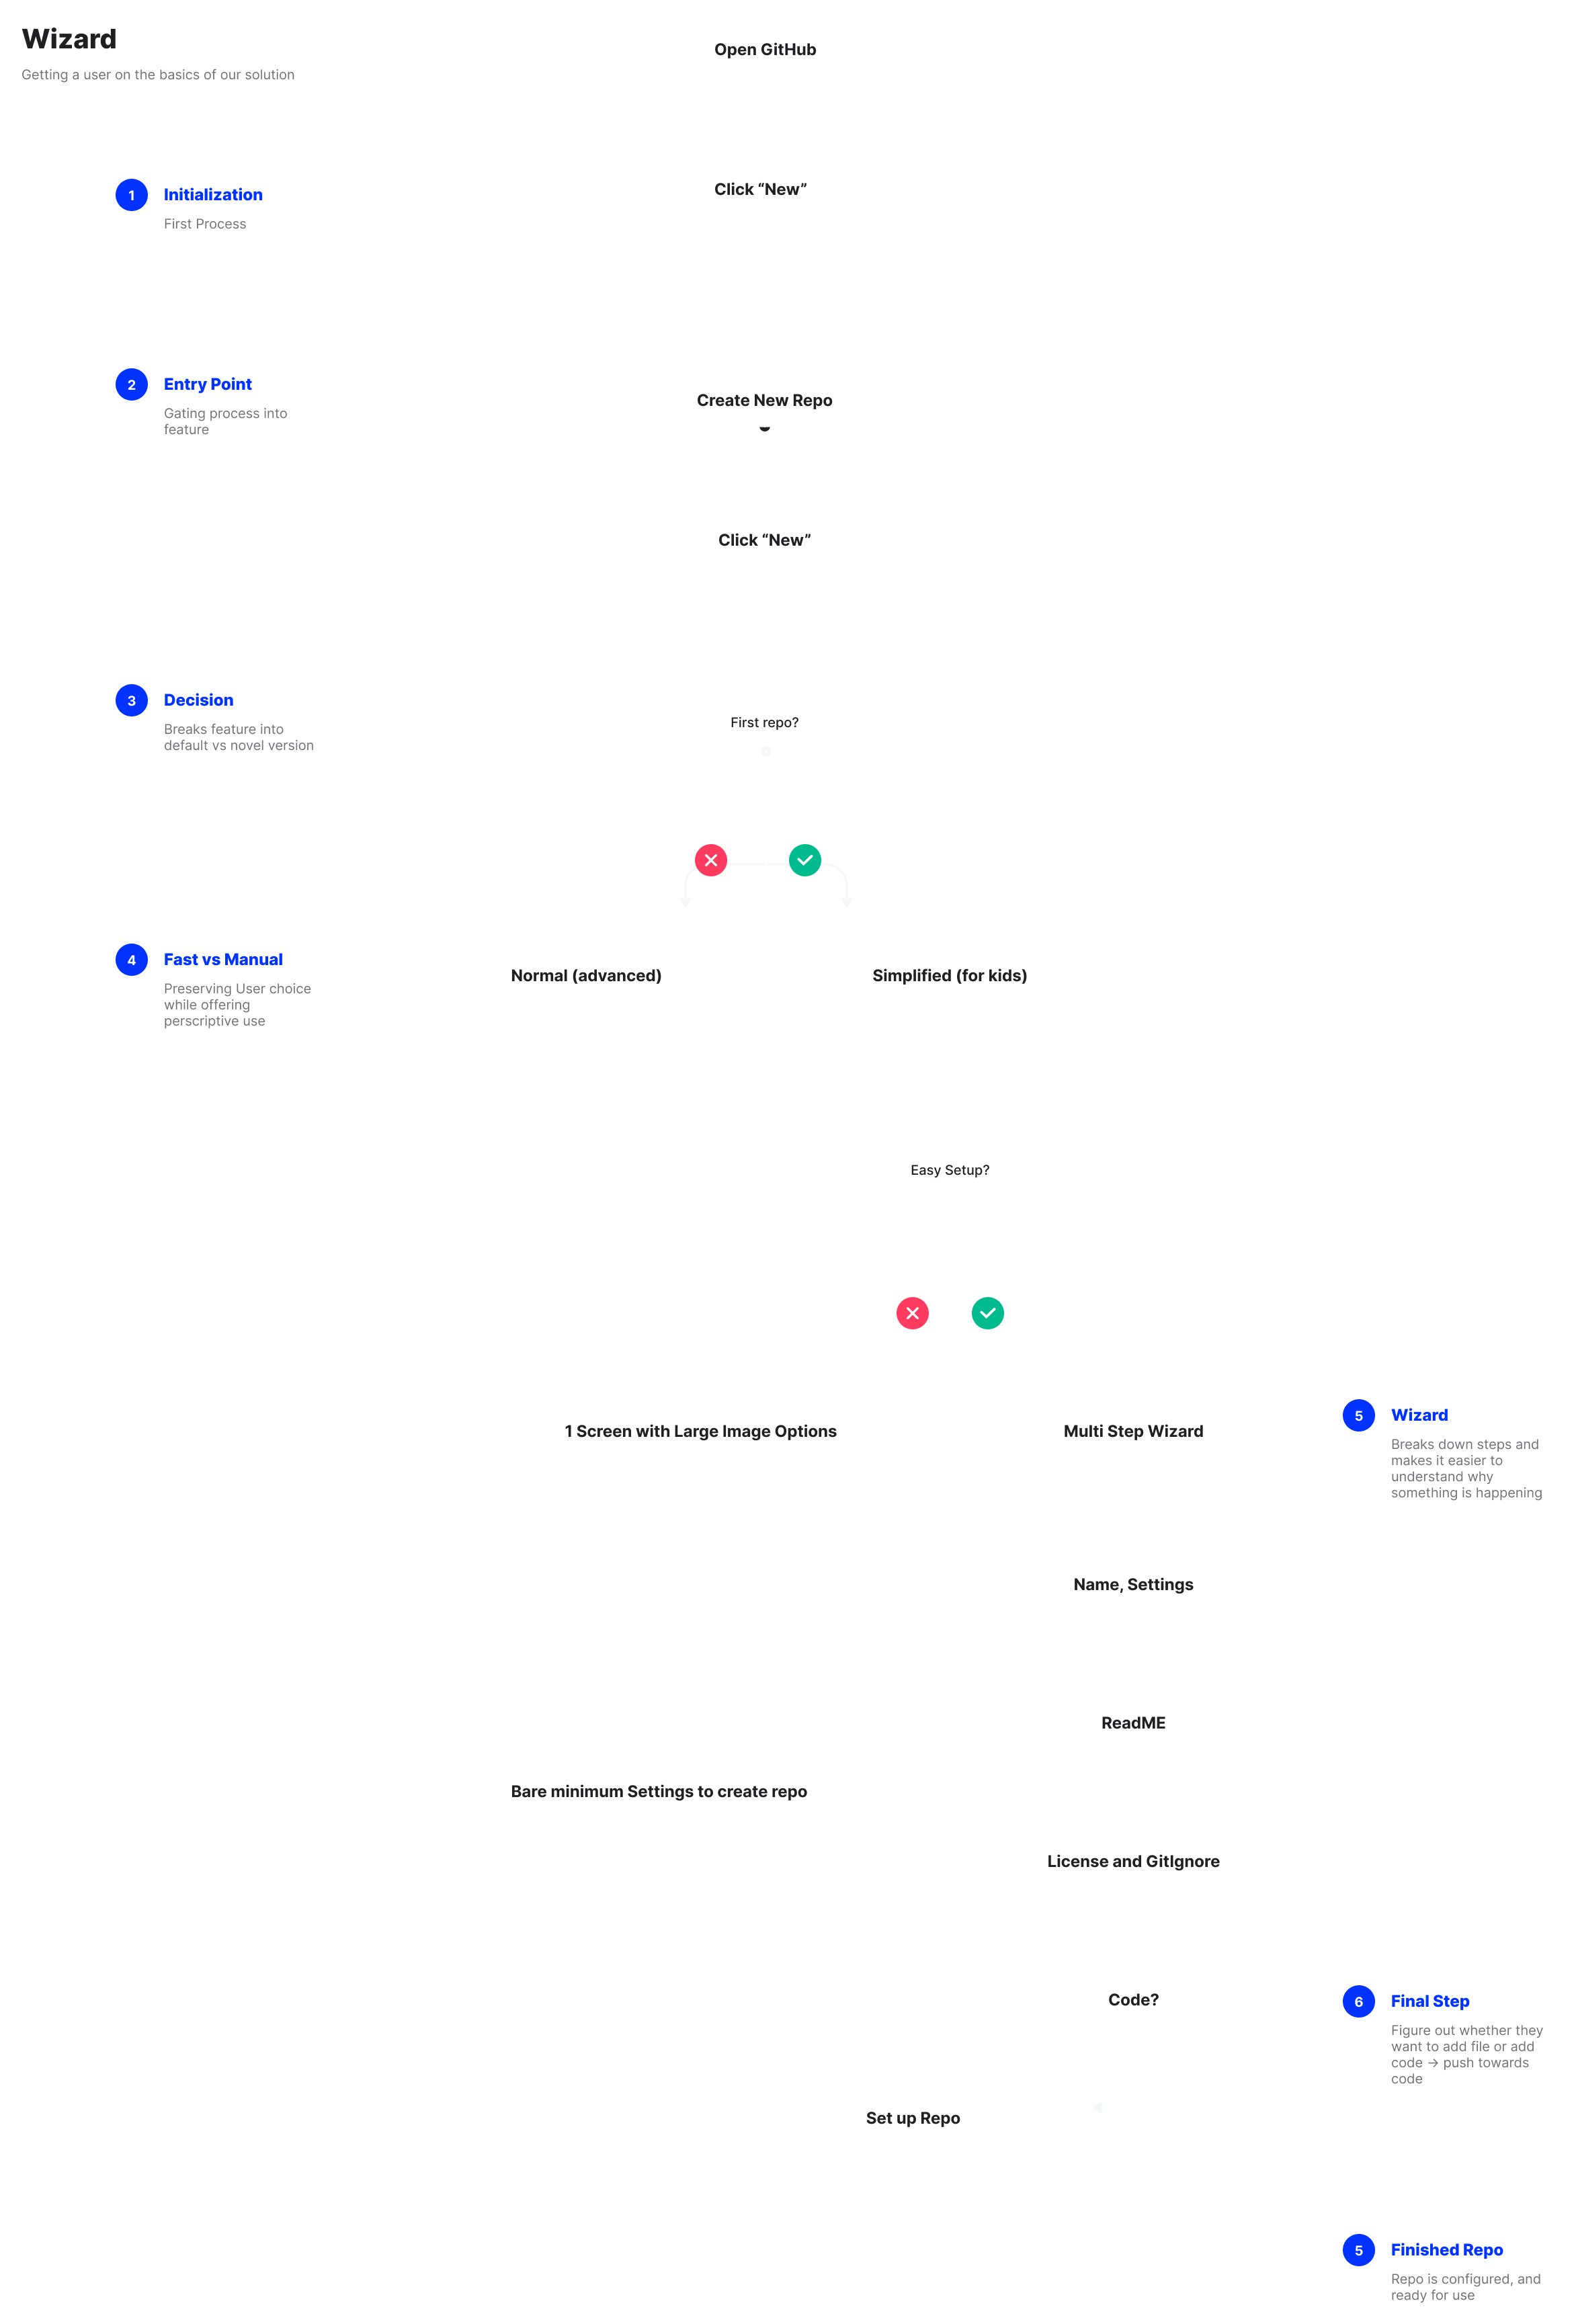 Wizard
Getting a user on the basics of our solution
Open GitHub
Click “New”
1
Initialization
First Process
2
Entry Point
Gating process into
feature
Create New Repo
Click “New”
3
Decision
Breaks feature into
default vs novel version
First repo?
4
Fast vs Manual
Preserving User choice
while offering
perscriptive use
Normal (advanced)
Simplified (for kids)
Easy Setup?
1 Screen with Large Image Options
Multi Step Wizard
5
Wizard
Breaks down steps and
makes it easier to
understand why
something is happening
Name, Settings
ReadME
Bare minimum Settings to create repo
License and GitIgnore
Code?
6
Final Step
Figure out whether they
want to add file or add
code → push towards
code
Set up Repo
5
Finished Repo
Repo is configured, and
ready for use